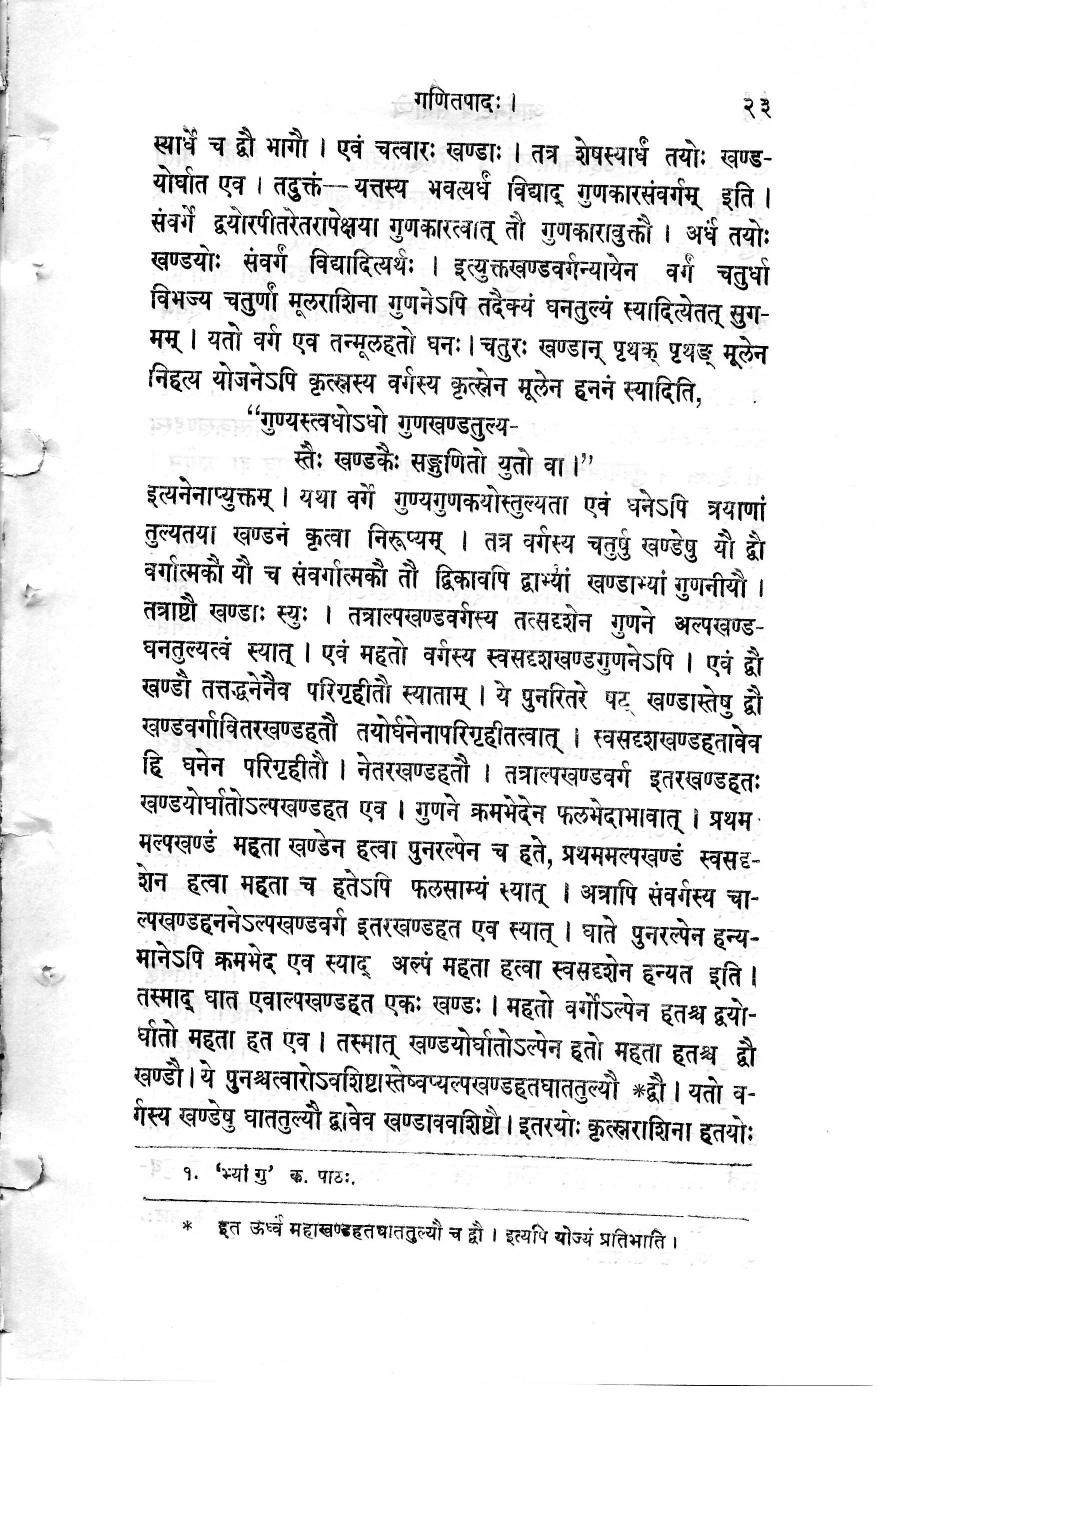 गणितपादः । २३
स्यार्धे च द्वौ भागौ । एवं चत्वारः खण्डाः । तत्र शेषस्यार्धं तयोः खण्ड-
योर्घात एव । तदुक्तं— यत्तस्य भवत्यर्धं विद्याद् गुणकारसंवर्गम् इति ।
संवर्गे द्वयोरपीतरेतरापेक्षया गुणकारत्वात् तौ गुणकारावुक्तौ । अर्धं तयोः
खण्डयोः संवर्गं विद्यादित्यर्थः । इत्युक्तखण्डवर्गन्यायेन वर्गं चतुर्धा
विभज्य चतुर्णां मूलराशिना गुणनेऽपि तदैक्यं घनतुल्यं स्यादित्येतत् सुग-
मम् । यतो वर्ग एव तन्मूलहतो घनः । चतुरः खण्डान् पृथक् पृथङ् मूलेन
निहत्य योजनेऽपि कृत्स्नस्य वर्गस्य कृत्स्नेन मूलेन हननं स्यादिति,
“गुण्यस्त्वधोऽधो गुणखण्डतुल्य-
स्तैः खण्डकैः सङ्गुणितो युतो वा ।”
इत्यनेनाप्युक्तम् । यथा वर्गे गुण्यगुणकयोस्तुल्यता एवं घनेऽपि त्रयाणां
तुल्यतया खण्डनं कृत्वा निरूप्यम् । तत्र वर्गस्य चतुर्षु खण्डेषु यौ द्वौ
वर्गात्मकौ यौ च संवर्गात्मकौ तौ द्विकावपि द्वाभ्यां खण्डाभ्यां गुणनीयौ ।
तत्राष्टौ खण्डाः स्युः । तत्राल्पखण्डवर्गस्य तत्सदृशेन गुणने अल्पखण्ड-
घनतुल्यत्वं स्यात् । एवं महतो वर्गस्य स्वसदृशखण्डगुणनेऽपि । एवं द्वौ
खण्डौ तत्तद्घनेनैव परिगृहीतौ स्याताम् । ये पुनरितरे षट् खण्डास्तेषु द्वौ
खण्डवर्गावितरखण्डहतौ तयोर्घनेनापरिगृहीतत्वात् । स्वसदृशखण्डहतावेव
हि घनेन परिगृहीतौ । नेतरखण्डहतौ । तत्राल्पखण्डवर्ग इतरखण्डहतः
खण्डयोर्घातोऽल्पखण्डहत एव । गुणने क्रमभेदेन फलभेदाभावात् । प्रथम
मल्पखण्डं महता खण्डेन हत्वा पुनरल्पेन च हते, प्रथममल्पखण्डं स्वसदृ-
शेन हत्वा महता च हतेऽपि फलसाम्यं स्यात् । अत्रापि संवर्गस्य चा-
ल्पखण्डहननेऽल्पखण्डवर्ग इतरखण्डहत एव स्यात् । घाते पुनरल्पेन हन्य-
मानेऽपि क्रमभेद एव स्याद् अल्पं महता हत्वा स्वसदृशेन हन्यत इति ।
तस्माद् घात एवाल्पखण्डहत एकः खण्डः । महतो वर्गोऽल्पेन हतश्च द्वयो-
र्घातो महता हत एव । तस्मात् खण्डयोर्घातोऽल्पेन हतो महता हतश्च द्वौ
खण्डौ । ये पुनश्चत्वारोऽवशिष्टास्तेष्वप्यल्पखण्डहतघाततुल्यौ *द्वौ । यतो व-
र्गस्य खण्डेषु घाततुल्यौ द्वावेव खण्डाववशिष्टौ । इतरयोः कृत्स्नराशिना हतयोः
१. ‘भ्यां गु’ क. पाठः.
* इत ऊर्ध्वं महाखण्डहतघाततुल्यौ च द्वौ । इत्यपि योज्यं प्रतिभाति ।